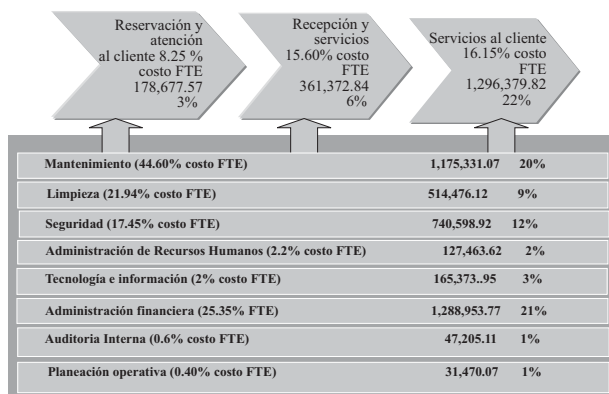 Reservación y
atención
al cliente 8.25 %
costo FTE
178,677.57
3%
Recepción y
servicios
15.60% costo
FTE
361,372.84
6%
Servicios al cliente
16.15% costo
FTE
1,296,379.82
22%
Mantenimiento (44.60% costo FTE) 1,175,331.07 20%
Limpieza (21.94% costo FTE) 514,476.12 9%
Seguridad (17.45% costo FTE) 740,598.92 12%
Administración de Recursos Humanos (2.2% costo FTE) 127,463.62 2%
Tecnología e información (2% costo FTE) 165,373..95 3%
Administración financiera (25.35% FTE) 1,288,953.77 21%
Auditoria Interna (0.6% costo FTE) 47,205.11 1%
Planeación operativa (0.40% costo FTE) 31,470.07 1%